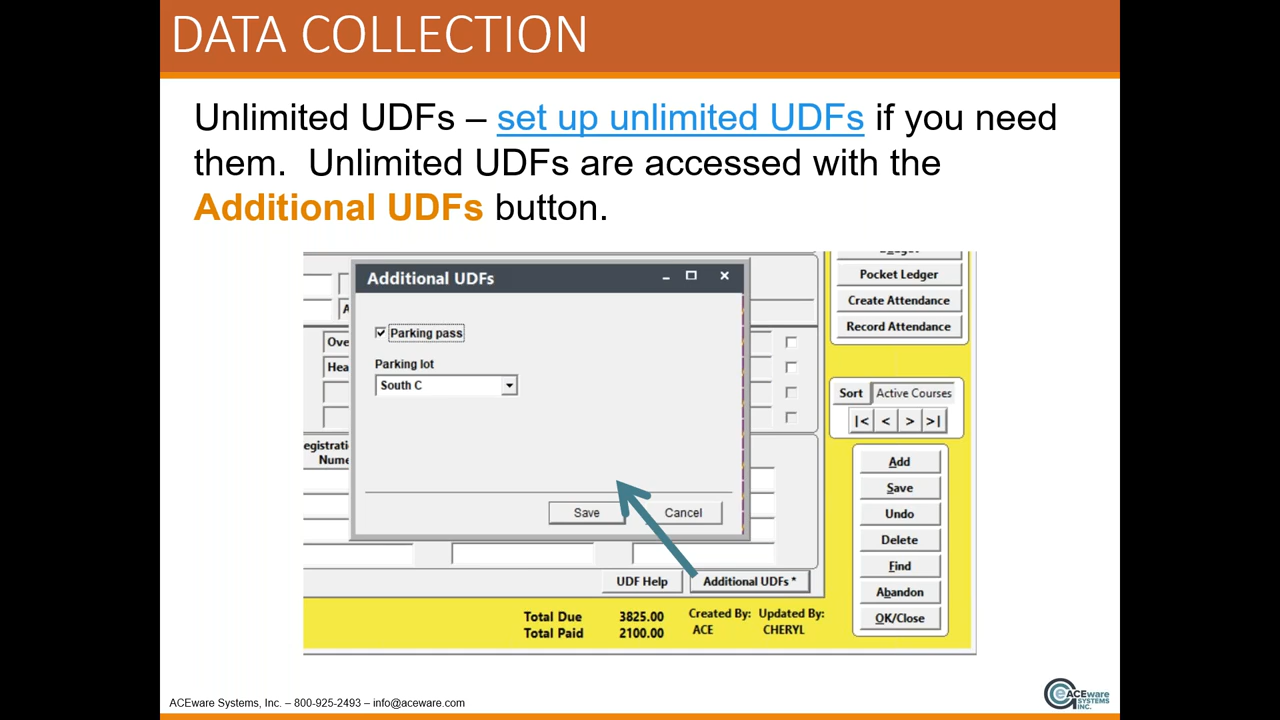 DATA COLLECTION
Unlimited UDFs – set up unlimited UDFs if you need
them. Unlimited UDFs are accessed with the
Additional UDFs button.
Additional UDFs
Parking pass
Parking lot
South C
Save
Cancel
Pocket Ledger
Create Attendance
Record Attendance
Sort
Active Courses
|<
<
>
>|
Add
Save
Undo
Delete
Find
Abandon
OK/Close
UDF Help
Additional UDFs *
Total Due 3825.00
Total Paid 2100.00
Created By: Updated By:
ACE CHERYL
ACEware Systems, Inc. – 800-925-2493 – info@aceware.com
ACEware
SYSTEMS
INC.